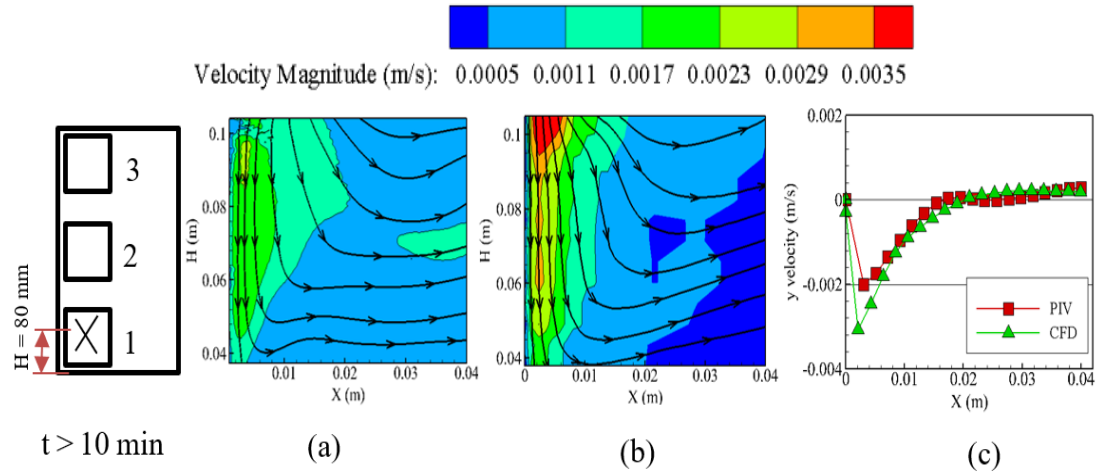 Velocity Magnitude (m/s): 0.0005 0.0011 0.0017 0.0023 0.0029 0.0035
3
2
1
H = 80 mm
t > 10 min
0.1
0.08
0.06
0.04
H (m)
0.01 0.02 0.03 0.04
X (m)
(a)
0.1
0.08
0.06
0.04
H (m)
0 0.01 0.02 0.03 0.04
X (m)
(b)
0.002
0
-0.002
-0.004
y velocity (m/s)
PIV
CFD
0 0.01 0.02 0.03 0.04
X (m)
(c)